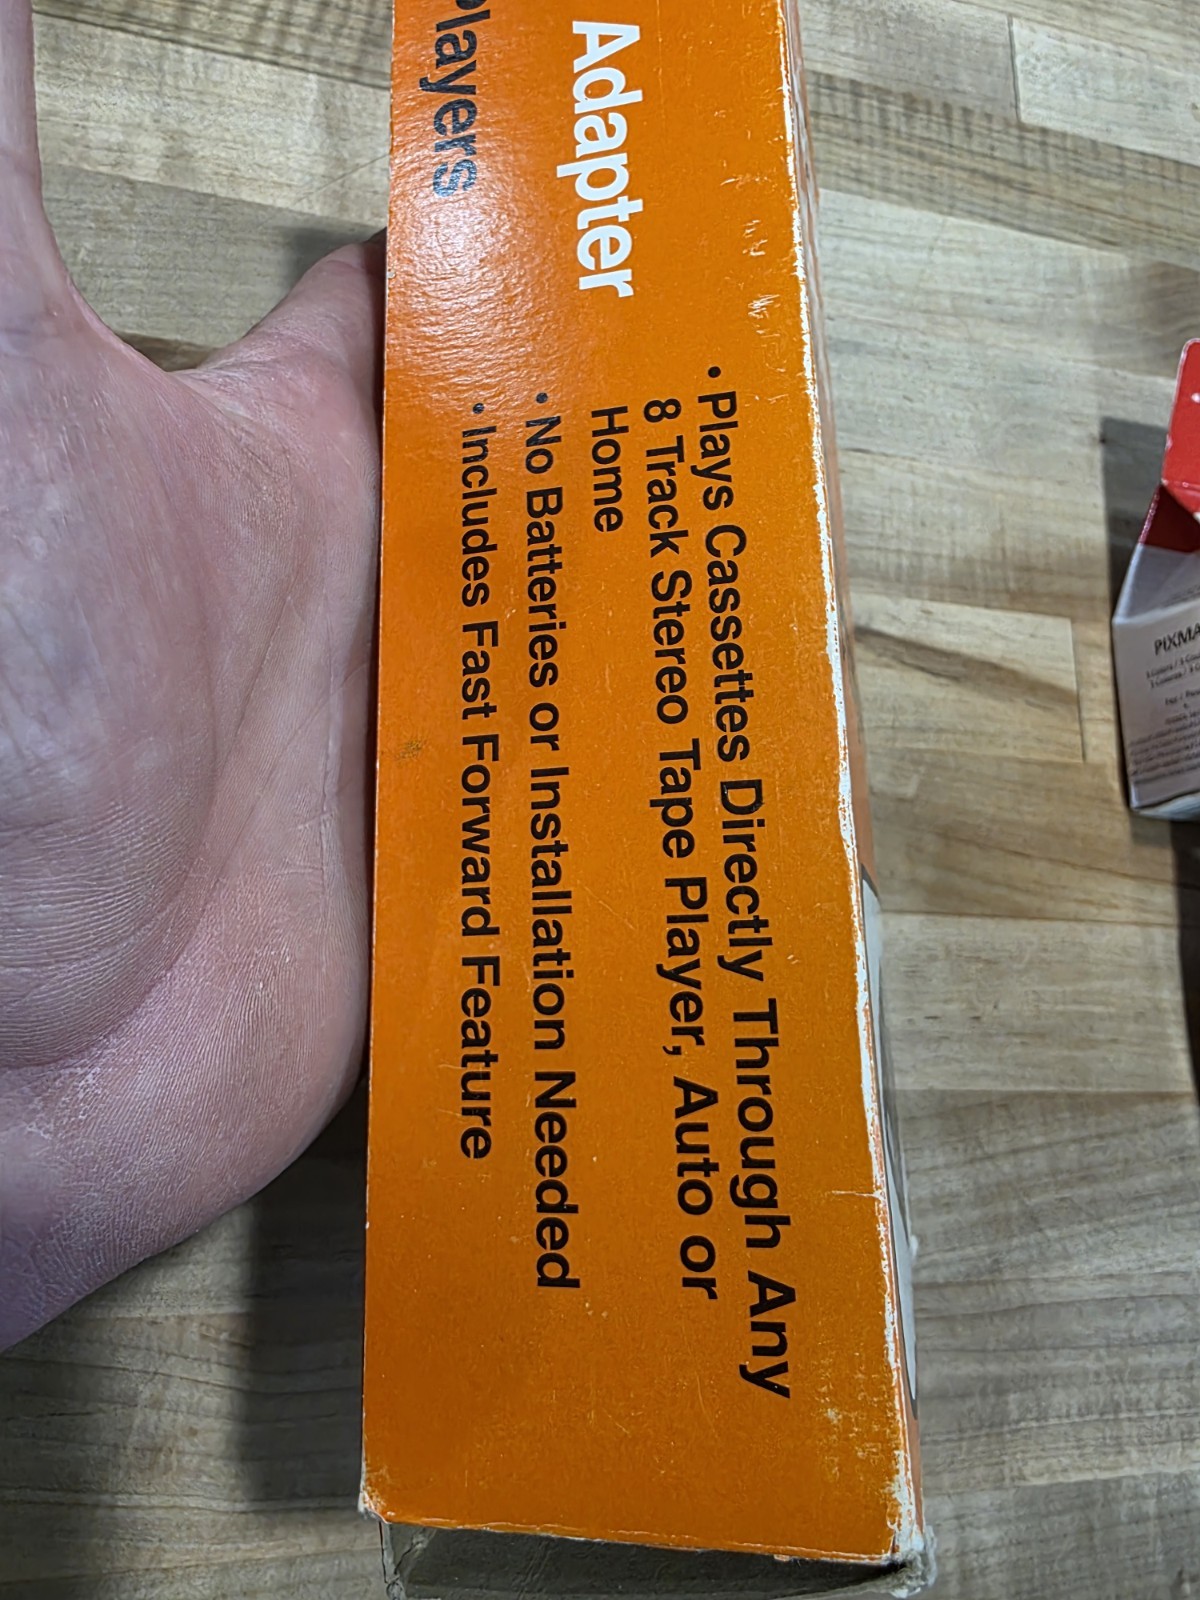 Adapter
Players
• Plays Cassettes Directly Through Any
8 Track Stereo Tape Player, Auto or
Home
• No Batteries or Installation Needed
• Includes Fast Forward Feature
PIXMA